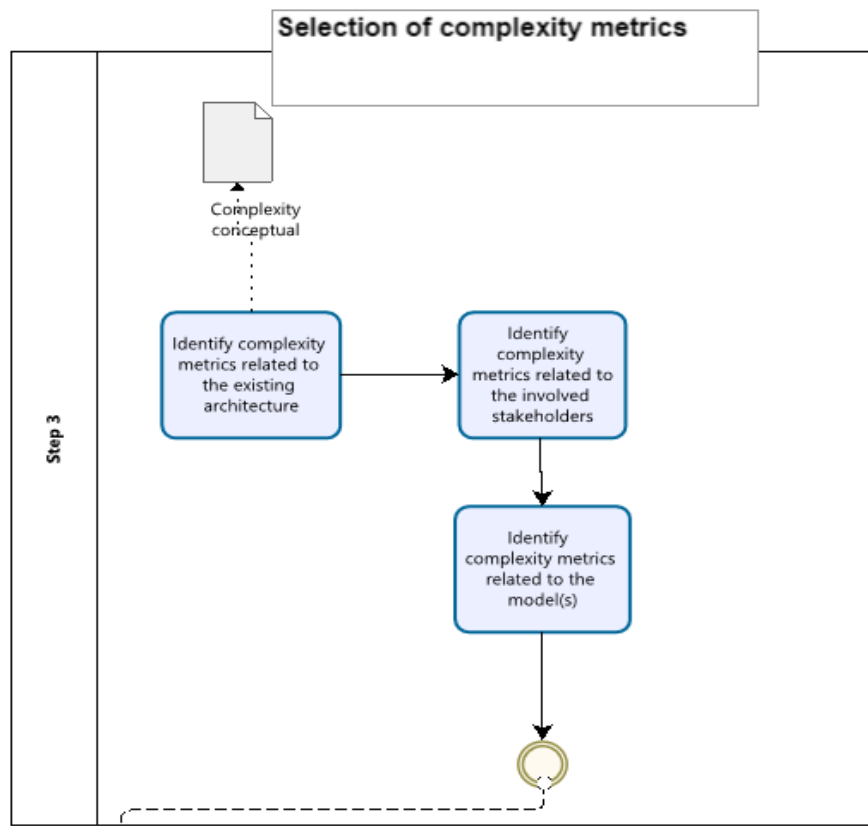 Selection of complexity metrics
Step 3
Complexity
conceptual
Identify complexity
metrics related to
the existing
architecture
Identify
complexity
metrics related to
the involved
stakeholders
Identify
complexity metrics
related to the
model(s)